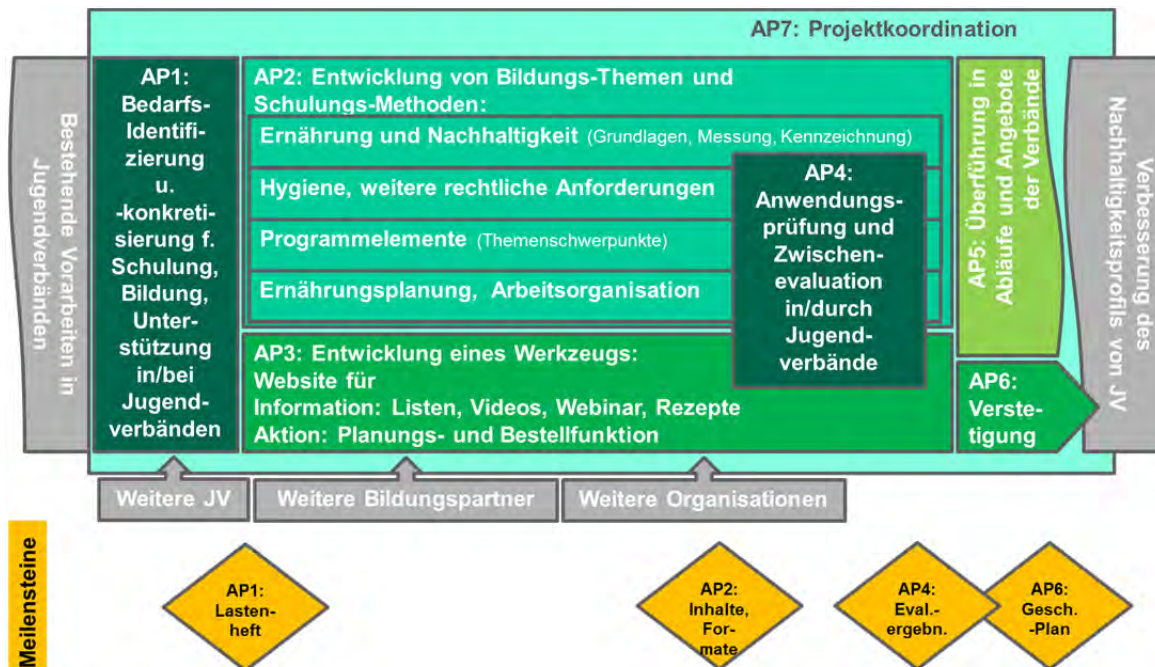 AP7: Projektkoordination
Bestehende Vorarbeiten in
Jugendverbänden
AP1:
Bedarfs-
Identifi-
zierung
u.
-konkreti-
sierung f.
Schulung,
Bildung,
Unter-
stützung
in/bei
Jugend-
verbänden
AP2: Entwicklung von Bildungs-Themen und
Schulungs-Methoden:
Ernährung und Nachhaltigkeit (Grundlagen, Messung, Kennzeichnung)
Hygiene, weitere rechtliche Anforderungen
Programmelemente (Themenschwerpunkte)
Ernährungsplanung, Arbeitsorganisation
AP4:
Anwendungs-
prüfung und
Zwischen-
evaluation
in/durch
Jugend-
verbände
AP3: Entwicklung eines Werkzeugs:
Website für
Information: Listen, Videos, Webinar, Rezepte
Aktion: Planungs- und Bestellfunktion
AP5: Überführung in
Abläufe und Angebote
der Verbände
AP6:
Verste-
tigung
Verbesserung des
Nachhaltigkeitsprofils von JV
Weitere JV
Weitere Bildungspartner
Weitere Organisationen
Meilensteine
AP1:
Lasten-
heft
AP2:
Inhalte,
For-
mate
AP4:
Eval.-
ergebn.
AP6:
Gesch.
-Plan